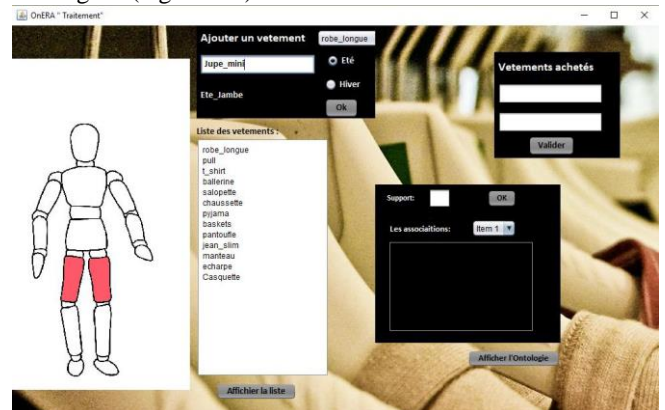 OnERA " Traitement"
Ajouter un vetement
robe_longue
Jupe_mini
Eté
Hiver
Ete_Jambe
Ok
Liste des vetements :
robe_longue
pull
t_shirt
ballerine
salopette
chaussette
pyjama
baskets
pantoufle
jean_slim
manteau
echarpe
Casquette
Affichier la liste
Vetements achetés
Valider
Support:
OK
Les associaitions:
Item 1
Afficher l'Ontologie